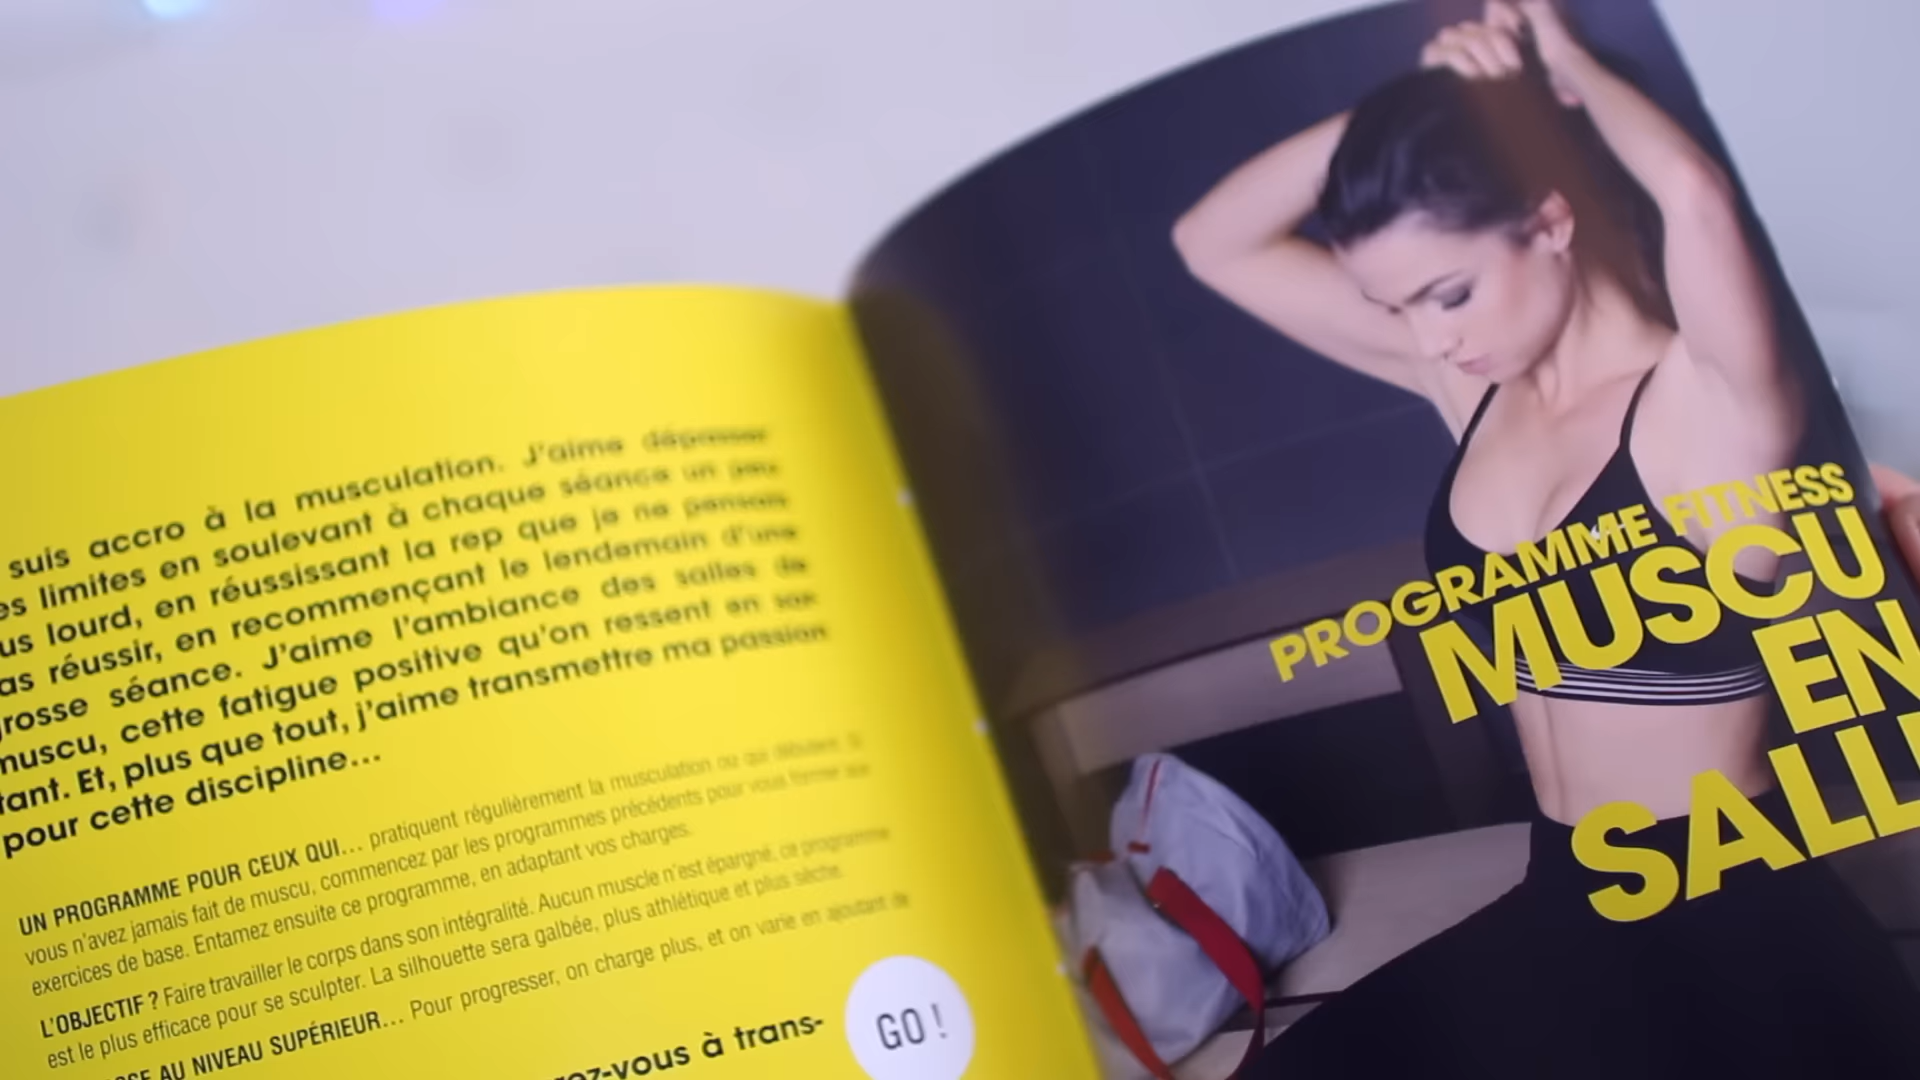 suis accro à la musculation. J'aime dépasser
es limites en soulevant à chaque séance un peu
us lourd, en réussissant la rep que je ne pensais
as réussir, en recommençant le lendemain d'une
rosse séance. J'aime l'ambiance des salles de
muscu, cette fatigue positive qu'on ressent en sor-
tant. Et, plus que tout, j'aime transmettre ma passion
pour cette discipline…
UN PROGRAMME POUR CEUX QUI… pratiquent régulièrement la musculation ou qui débutent. Si
vous n'avez jamais fait de muscu, commencez par les programmes précédents pour vous former aux
exercices de base. Entamez ensuite ce programme, en adaptant vos charges.
L'OBJECTIF ? Faire travailler le corps dans son intégralité. Aucun muscle n'est épargné, ce programme
est le plus efficace pour se sculpter. La silhouette sera galbée, plus athlétique et plus sèche.
SSE AU NIVEAU SUPÉRIEUR… Pour progresser, on charge plus, et on varie en ajoutant de
ez-vous à trans-
GO !
PROGRAMME FITNESS
MUSCU
EN
SALL